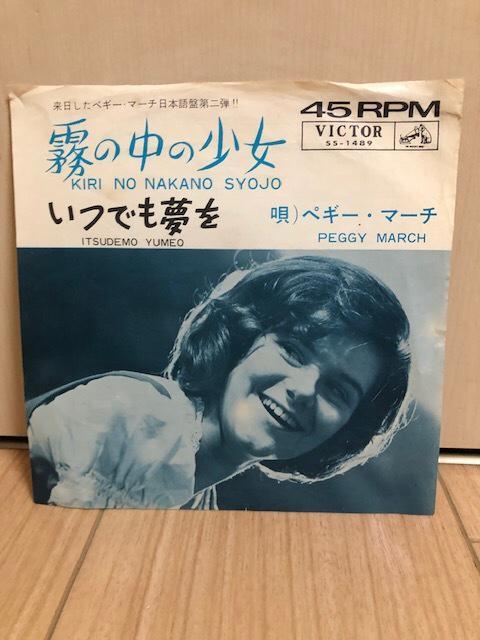 来日したペギー・マーチ日本語盤第二弾!!
45 RPM
VICTOR
SS-1489
霧の中の少女
KIRI NO NAKANO SYOJO
いつでも夢を
ITSUDEMO YUMEO
唄)ペギー・マーチ
PEGGY MARCH